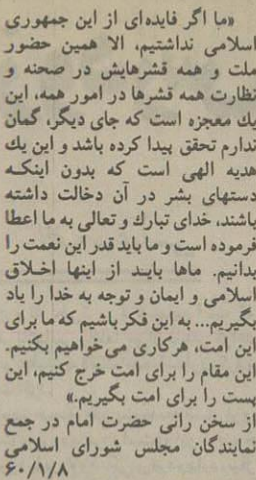 «ما اگر فایده‌ای از این جمهوری
اسلامی نداشتیم، الا همین حضور
ملت و همه قشرهایش در صحنه و
نظارت همه قشرها در امور همه، این
یك معجزه است که جای دیگر، گمان
ندارم تحقق پیدا کرده باشد و این یك
هدیه الهی است که بدون اینکه
دستهای بشر در آن دخالت داشته
باشند، خدای تبارك و تعالی به ما اعطا
فرموده است و ما باید قدر این نعمت را
بدانیم. ماها باید از اینها اخلاق
اسلامی و ایمان و توجه به خدا را یاد
بگیریم... به این فکر باشیم که ما برای
این امت، هرکاری می‌خواهیم بکنیم.
این مقام را برای امت خرج کنیم، این
پست را برای امت بگیریم.»
از سخن رانی حضرت امام در جمع
نمایندگان مجلس شورای اسلامی
۶۰/۱/۸